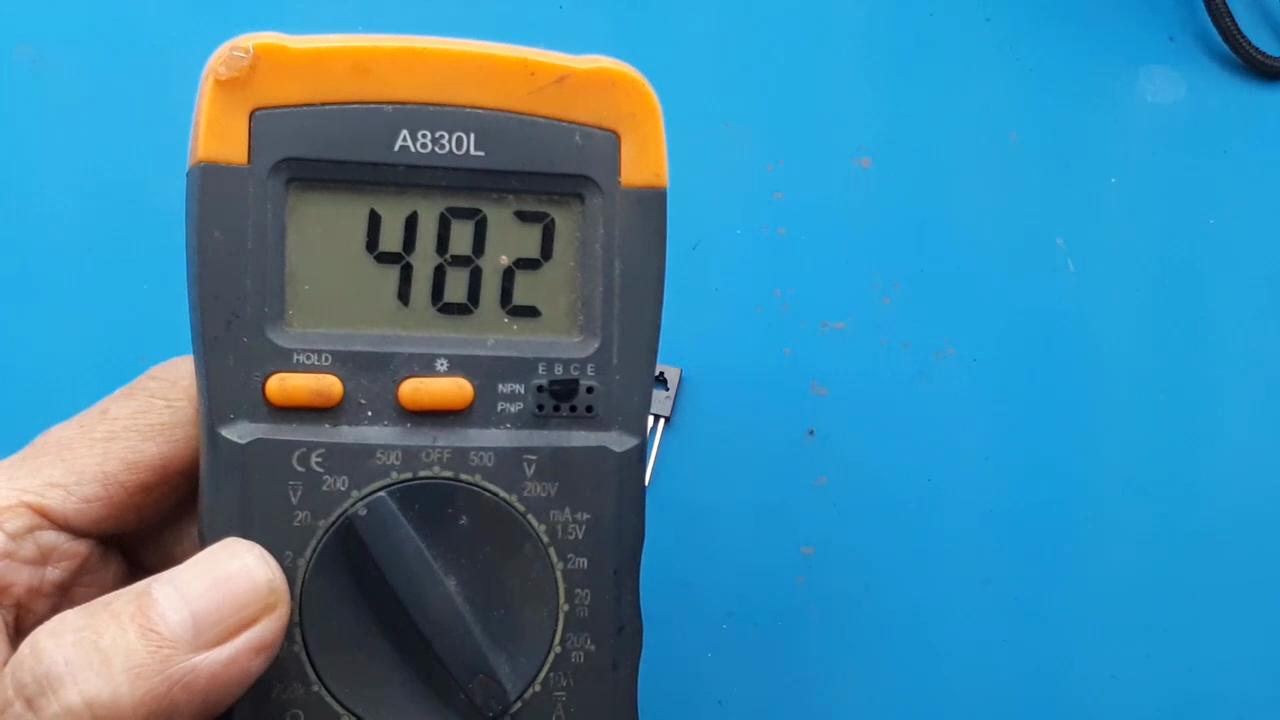 A830L
482
HOLD
E B C E
NPN
PNP
CE
500 OFF 500
V 200 V 200V
20 mA 1.5V
2 2m
20
m
200
m
200k 10A
Ω A